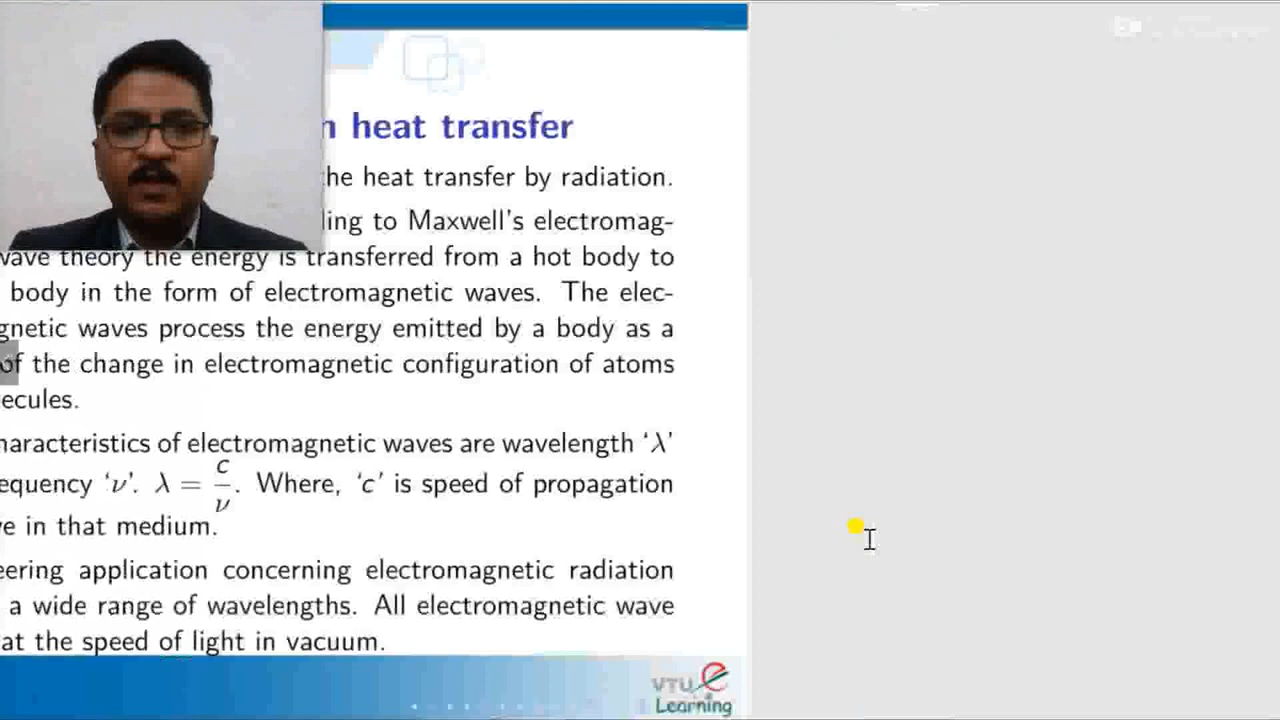 n heat transfer
he heat transfer by radiation.
ling to Maxwell's electromag-
wave theory the energy is transferred from a hot body to
body in the form of electromagnetic waves. The elec-
gnetic waves process the energy emitted by a body as a
of the change in electromagnetic configuration of atoms
ecules.
haracteristics of electromagnetic waves are wavelength 'λ'
equency 'ν'. λ = c/ν. Where, 'c' is speed of propagation
e in that medium.
eering application concerning electromagnetic radiation
a wide range of wavelengths. All electromagnetic wave
at the speed of light in vacuum.
VTU e
Learning